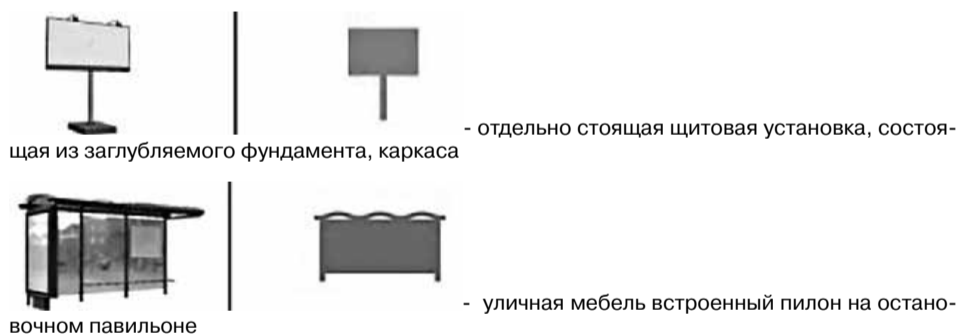 - отдельно стоящая щитовая установка, состоя-
щая из заглубляемого фундамента, каркаса
- уличная мебель встроенный пилон на остано-
вочном павильоне